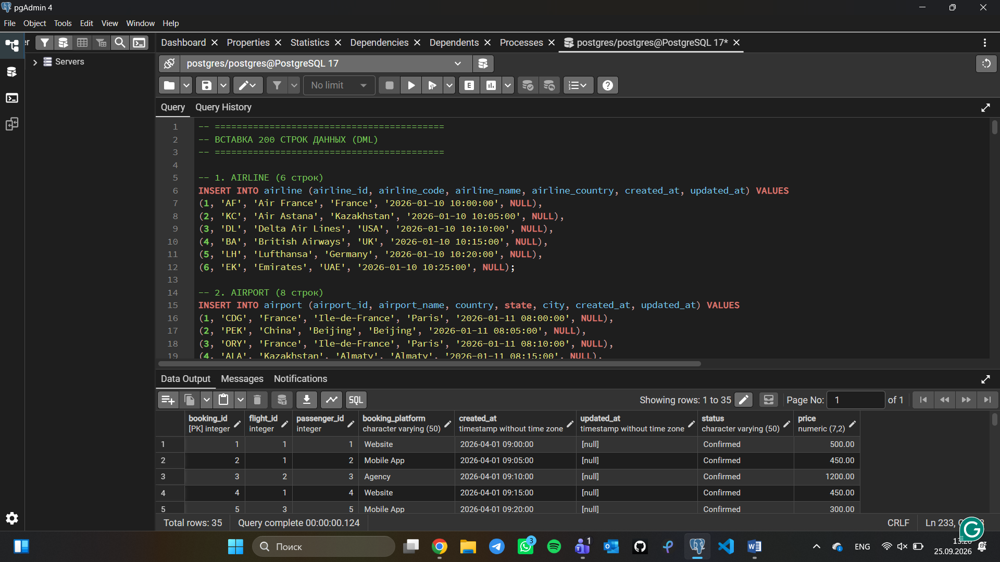 pgAdmin 4
File Object Tools Edit View Window Help
er
Dashboard Properties Statistics Dependencies Dependents Processes postgres/postgres@PostgreSQL 17*
Servers
postgres/postgres@PostgreSQL 17
No limit
E
Query Query History
1 -- ==========================================
2 -- ВСТАВКА 200 СТРОК ДАННЫХ (DML)
3 -- ==========================================
4
5 -- 1. AIRLINE (6 строк)
6 INSERT INTO airline (airline_id, airline_code, airline_name, airline_country, created_at, updated_at) VALUES
7 (1, 'AF', 'Air France', 'France', '2026-01-10 10:00:00', NULL),
8 (2, 'KC', 'Air Astana', 'Kazakhstan', '2026-01-10 10:05:00', NULL),
9 (3, 'DL', 'Delta Air Lines', 'USA', '2026-01-10 10:10:00', NULL),
10 (4, 'BA', 'British Airways', 'UK', '2026-01-10 10:15:00', NULL),
11 (5, 'LH', 'Lufthansa', 'Germany', '2026-01-10 10:20:00', NULL),
12 (6, 'EK', 'Emirates', 'UAE', '2026-01-10 10:25:00', NULL);
13
14 -- 2. AIRPORT (8 строк)
15 INSERT INTO airport (airport_id, airport_name, country, state, city, created_at, updated_at) VALUES
16 (1, 'CDG', 'France', 'Ile-de-France', 'Paris', '2026-01-11 08:00:00', NULL),
17 (2, 'PEK', 'China', 'Beijing', 'Beijing', '2026-01-11 08:05:00', NULL),
18 (3, 'ORY', 'France', 'Ile-de-France', 'Paris', '2026-01-11 08:10:00', NULL),
19 (4, 'ALA', 'Kazakhstan', 'Almaty', 'Almaty', '2026-01-11 08:15:00', NULL),
Data Output Messages Notifications
SQL Showing rows: 1 to 35 Page No: 1 of 1
booking_id flight_id passenger_id booking_platform created_at updated_at status price
[PK] integer integer integer character varying (50) timestamp without time zone timestamp without time zone character varying (50) numeric (7,2)
1 1 1 1 Website 2026-04-01 09:00:00 [null] Confirmed 500.00
2 2 1 2 Mobile App 2026-04-01 09:05:00 [null] Confirmed 450.00
3 3 2 3 Agency 2026-04-01 09:10:00 [null] Confirmed 1200.00
4 4 1 4 Website 2026-04-01 09:15:00 [null] Confirmed 450.00
5 5 3 5 Mobile App 2026-04-01 09:20:00 [null] Confirmed 300.00
Total rows: 35 Query complete 00:00:00.124 CRLF Ln 233,
Поиск 3 1 ENG
25.09.2026